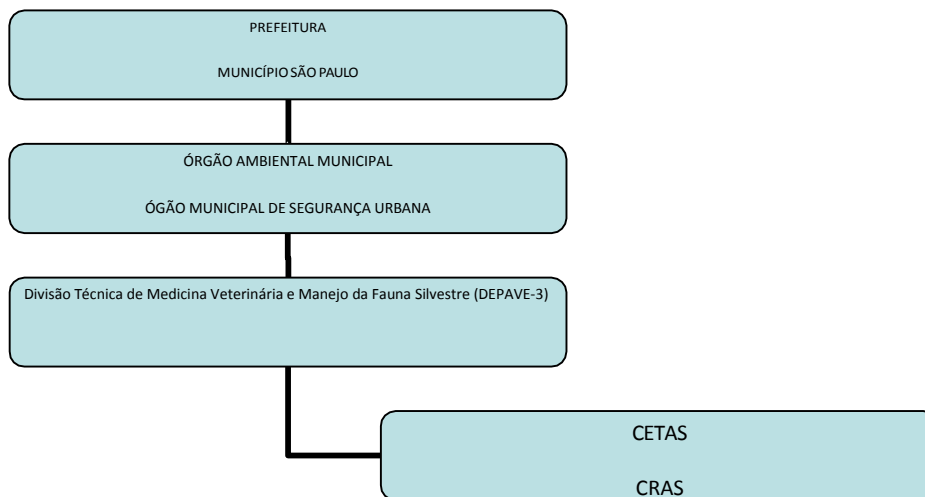 PREFEITURA
MUNICÍPIO SÃO PAULO
ÓRGÃO AMBIENTAL MUNICIPAL
ÓGÃO MUNICIPAL DE SEGURANÇA URBANA
Divisão Técnica de Medicina Veterinária e Manejo da Fauna Silvestre (DEPAVE-3)
CETAS
CRAS